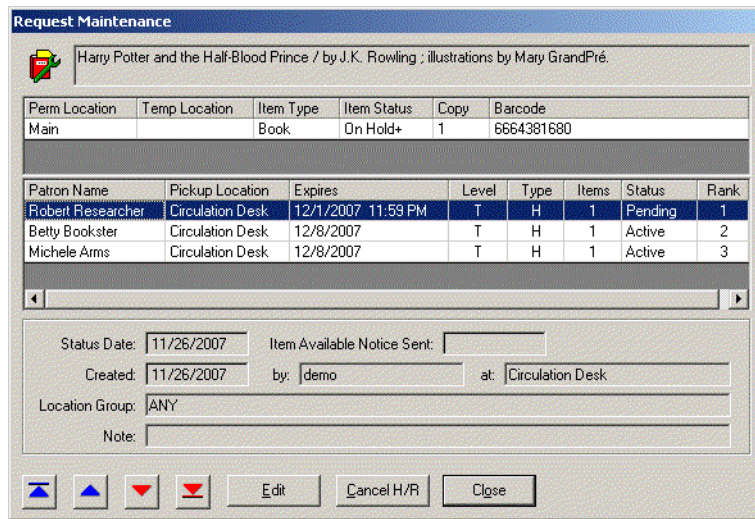 Request Maintenance
Harry Potter and the Half-Blood Prince / by J.K. Rowling ; illustrations by Mary GrandPré.
Perm Location Temp Location Item Type Item Status Copy Barcode
Main Book On Hold+ 1 6664381680
Patron Name Pickup Location Expires Level Type Items Status Rank
Robert Researcher Circulation Desk 12/1/2007 11:59 PM T H 1 Pending 1
Betty Bookster Circulation Desk 12/8/2007 T H 1 Active 2
Michele Arms Circulation Desk 12/8/2007 T H 1 Active 3
Status Date: 11/26/2007 Item Available Notice Sent:
Created: 11/26/2007 by: demo at: Circulation Desk
Location Group: ANY
Note:
Edit Cancel H/R Close